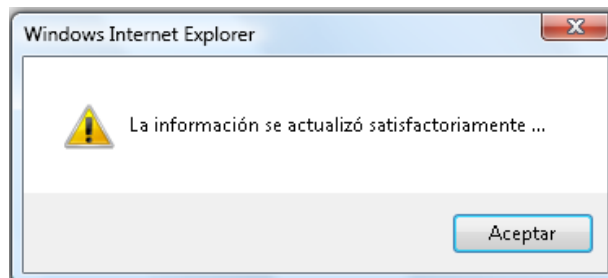 Windows Internet Explorer
La información se actualizó satisfactoriamente ...
Aceptar